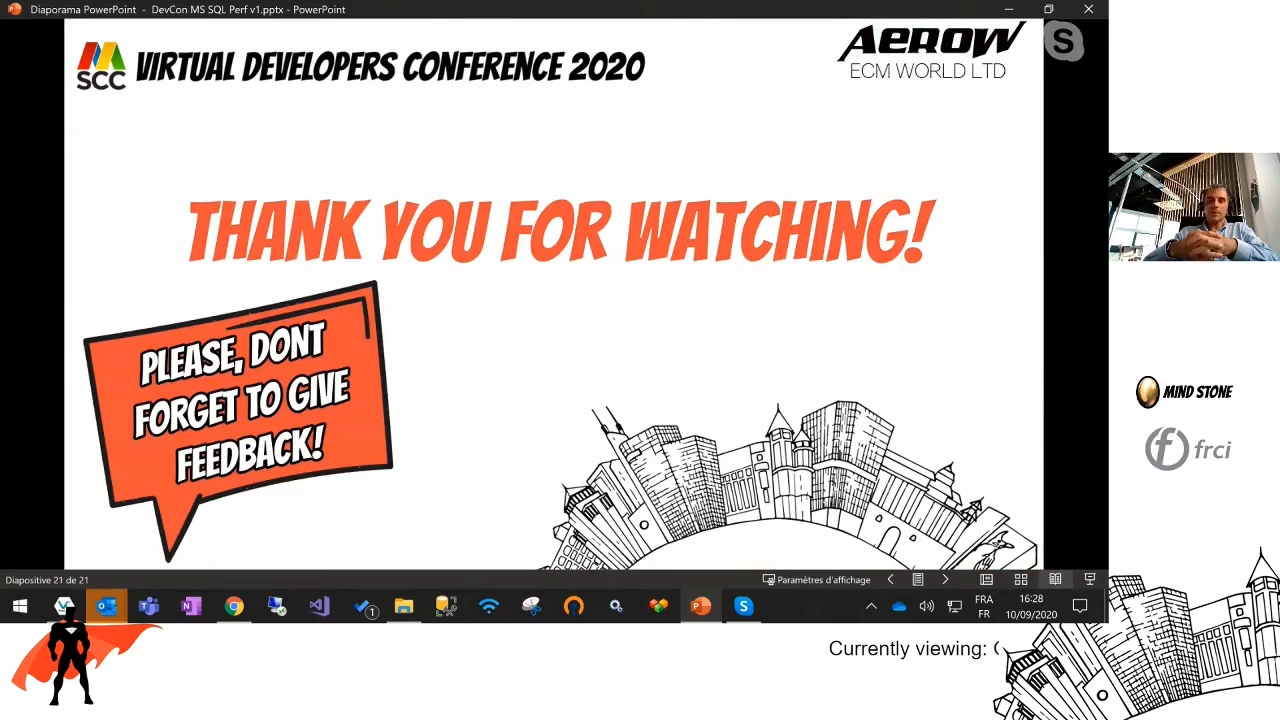 Diaporama PowerPoint - DevCon MS SQL Perf v1.pptx - PowerPoint
SCC
VIRTUAL DEVELOPERS CONFERENCE 2020
AEROW
ECM WORLD LTD
S
THANK YOU FOR WATCHING!
PLEASE, DONT
FORGET TO GIVE
FEEDBACK!
MIND STONE
f frci
Diapositive 21 de 21
Paramètres d'affichage
1
FRA
FR
16:28
10/09/2020
Currently viewing: